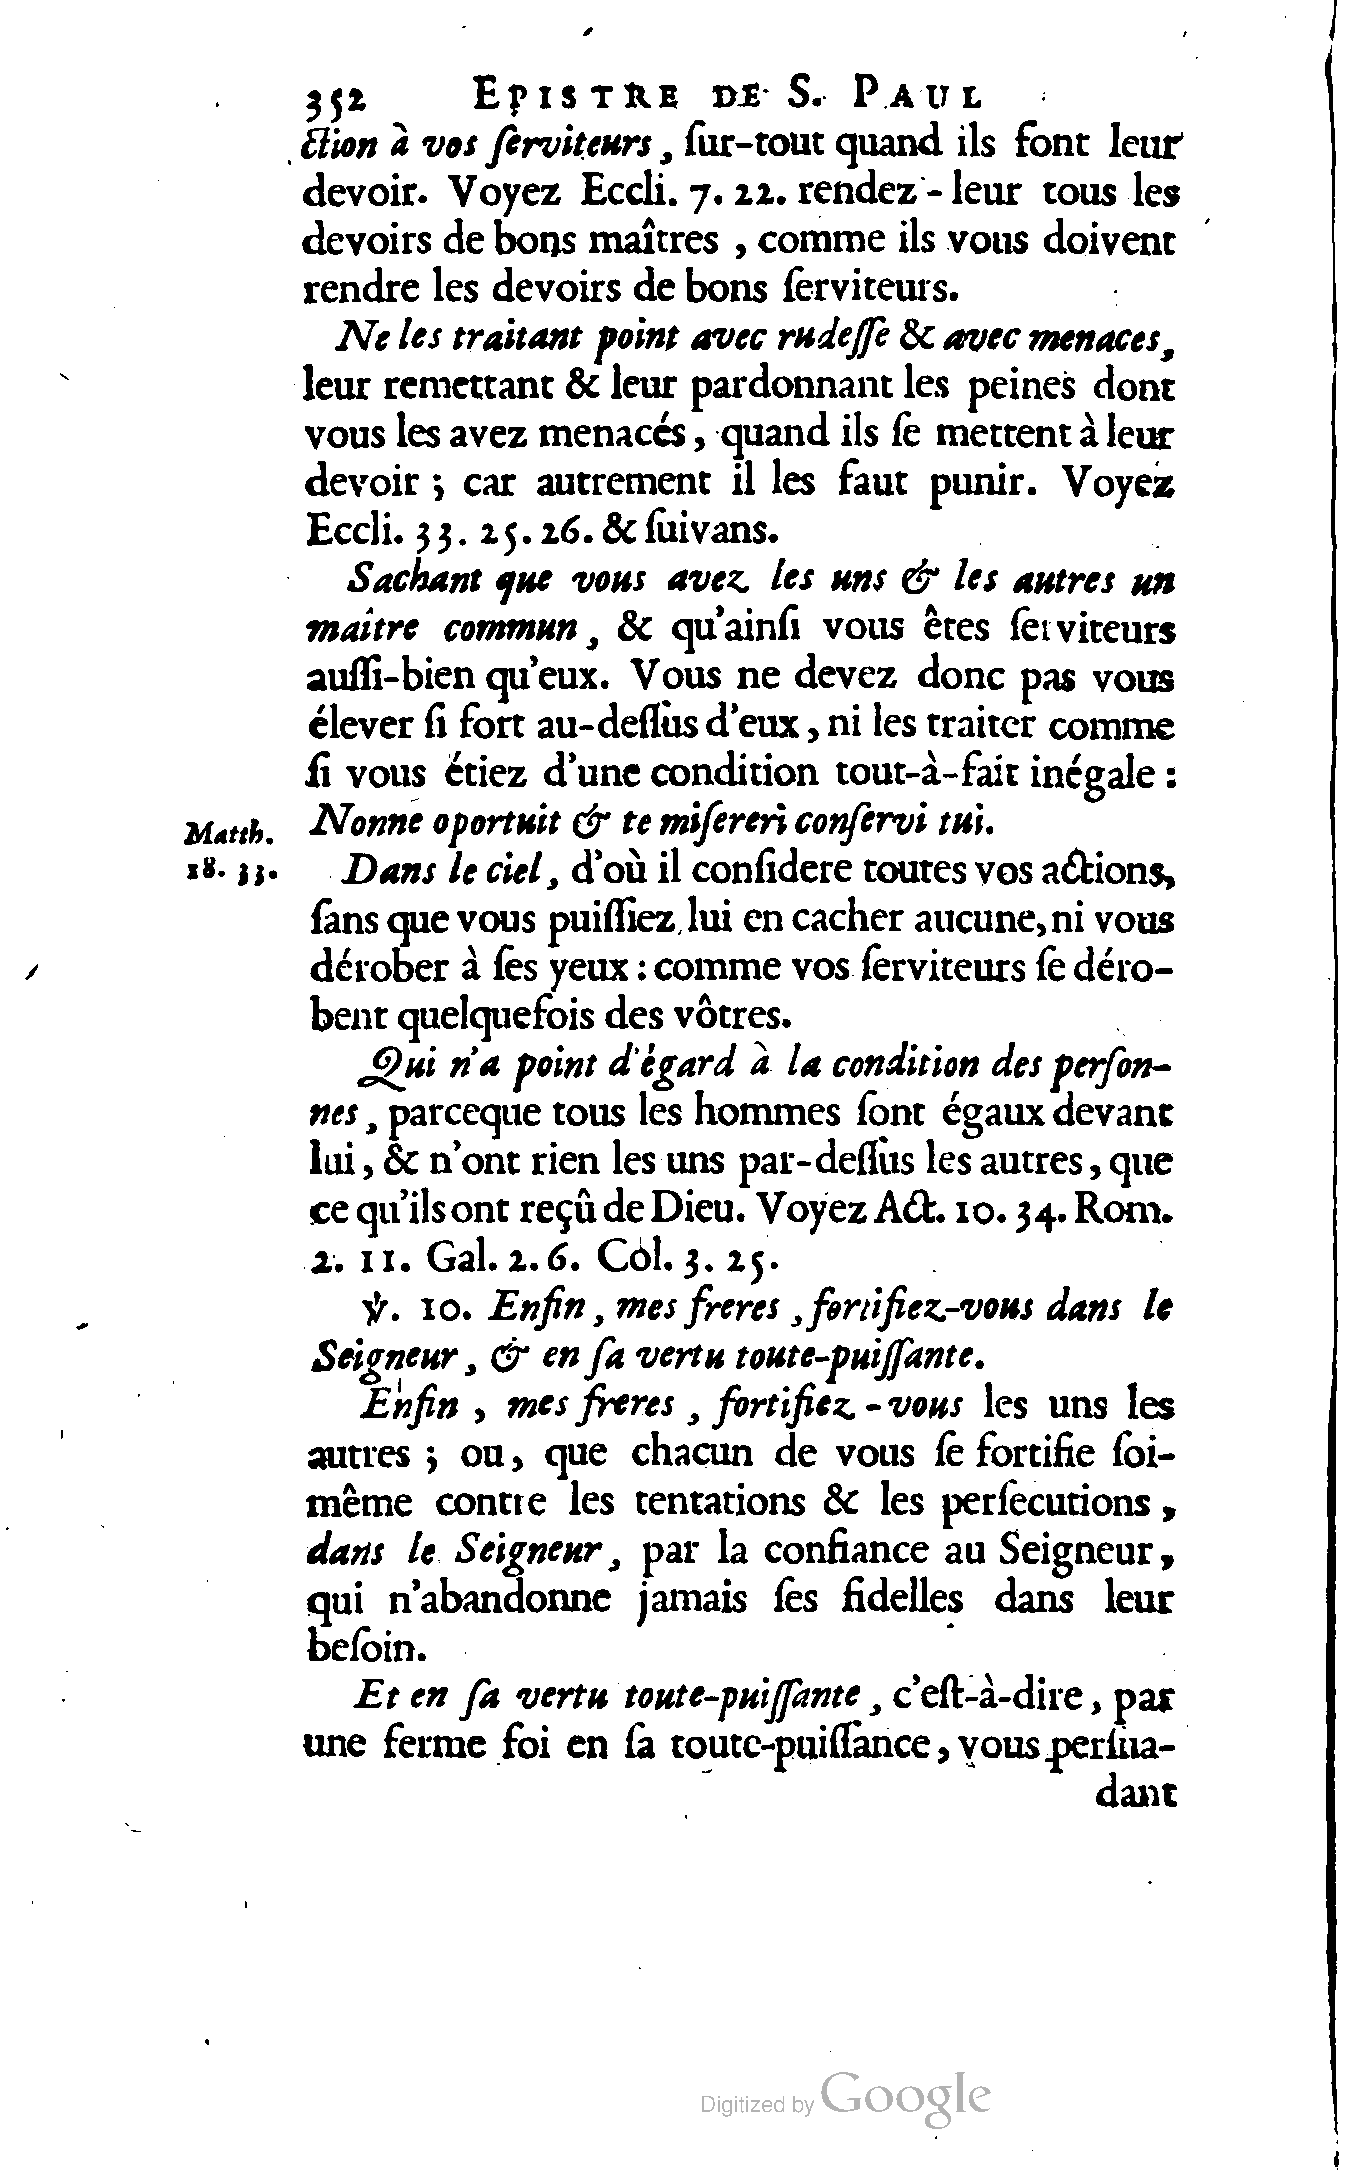 352 EPISTRE DE S. PAUL
ction à vos ſerviteurs, ſur-tout quand ils font leur
devoir. Voyez Eccli. 7. 22. rendez-leur tous les
devoirs de bons maîtres, comme ils vous doivent
rendre les devoirs de bons ſerviteurs.
Ne les traitant point avec rudeſſe & avec menaces,
leur remettant & leur pardonnant les peines dont
vous les avez menacés, quand ils ſe mettent à leur
devoir ; car autrement il les faut punir. Voyez
Eccli. 33. 25. 26. & ſuivans.
Sachant que vous avez les uns & les autres un
maître commun, & qu'ainſi vous êtes ſerviteurs
auſſi-bien qu'eux. Vous ne devez donc pas vous
élever ſi fort au-deſſus d'eux, ni les traiter comme
ſi vous étiez d'une condition tout-à-fait inégale :
Nonne oportuit & te miſereri conſervi tui.
Matth.
18. 33.
Dans le ciel, d'où il conſidere toutes vos actions,
ſans que vous puiſſiez lui en cacher aucune, ni vous
dérober à ſes yeux : comme vos ſerviteurs ſe déro-
bent quelquefois des vôtres.
Qui n'a point d'égard à la condition des perſon-
nes, parceque tous les hommes ſont égaux devant
lui, & n'ont rien les uns par-deſſus les autres, que
ce qu'ils ont reçû de Dieu. Voyez Act. 10. 34. Rom.
2. 11. Gal. 2. 6. Col. 3. 25.
℣. 10. Enfin, mes freres, fortifiez-vous dans le
Seigneur, & en ſa vertu toute-puiſſante.
Enfin, mes freres, fortifiez-vous les uns les
autres ; ou, que chacun de vous ſe fortifie ſoi-
même contre les tentations & les perſecutions,
dans le Seigneur, par la confiance au Seigneur,
qui n'abandonne jamais ſes fidelles dans leur
beſoin.
Et en ſa vertu toute-puiſſante, c'eſt-à-dire, par
une ferme foi en ſa toute-puiſſance, vous perſua-
dant
Digitized by Google